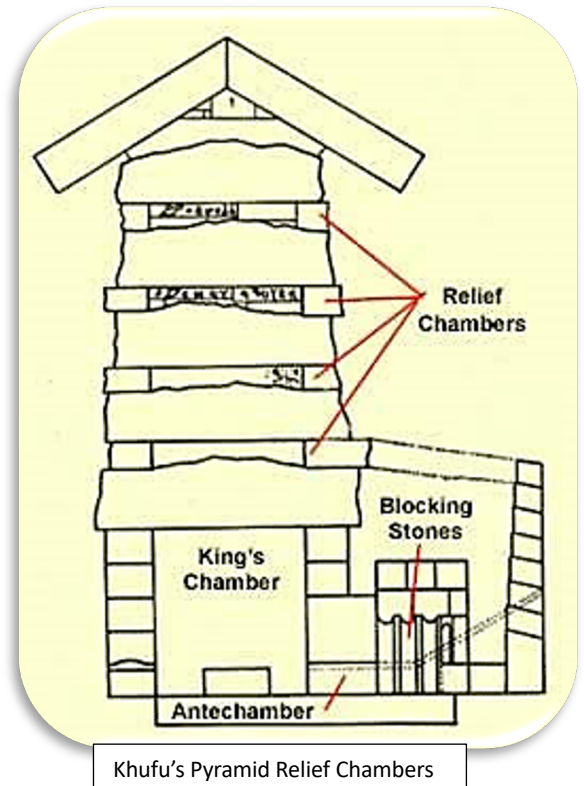 Relief
Chambers
Blocking
Stones
King's
Chamber
Antechamber
Khufu's Pyramid Relief Chambers